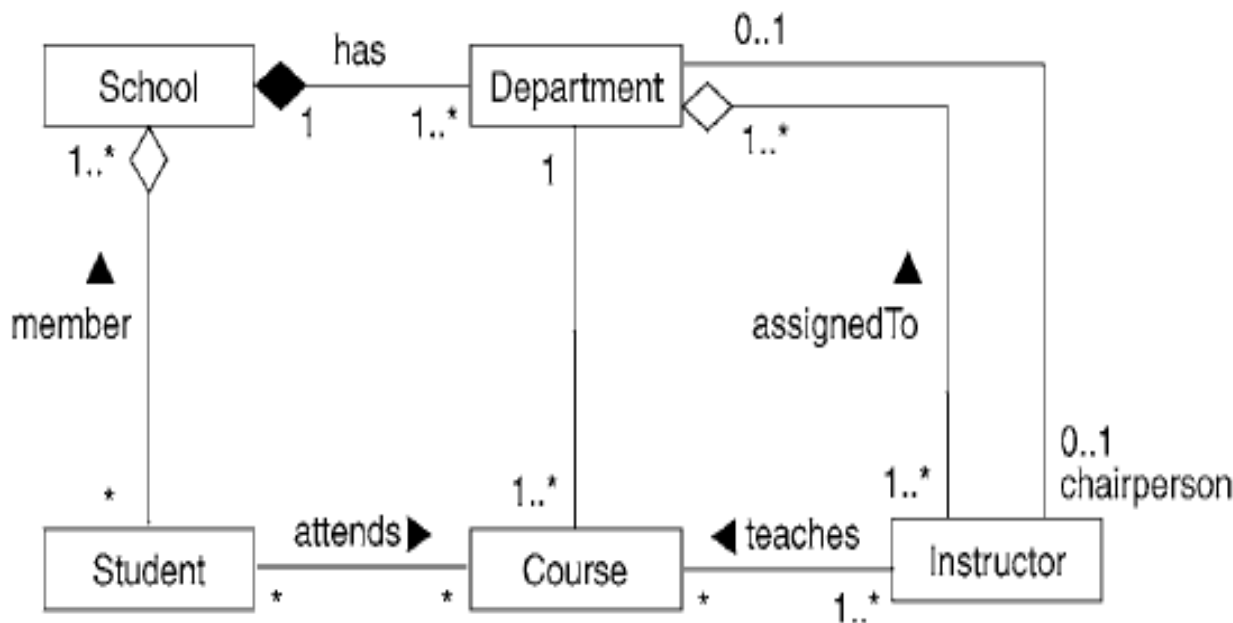 0..1
has
School
Department
1
1..*
1..*
1..*
1
member
assignedTo
0..1
chairperson
*
1..*
1..*
attends
teaches
Student
Course
Instructor
*
*
*
1..*